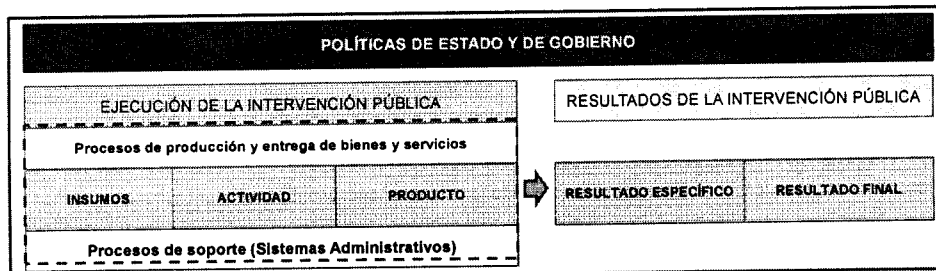 POLÍTICAS DE ESTADO Y DE GOBIERNO
EJECUCIÓN DE LA INTERVENCIÓN PÚBLICA
RESULTADOS DE LA INTERVENCIÓN PÚBLICA
Procesos de producción y entrega de bienes y servicios
INSUMOS
ACTIVIDAD
PRODUCTO
RESULTADO ESPECÍFICO
RESULTADO FINAL
Procesos de soporte (Sistemas Administrativos)